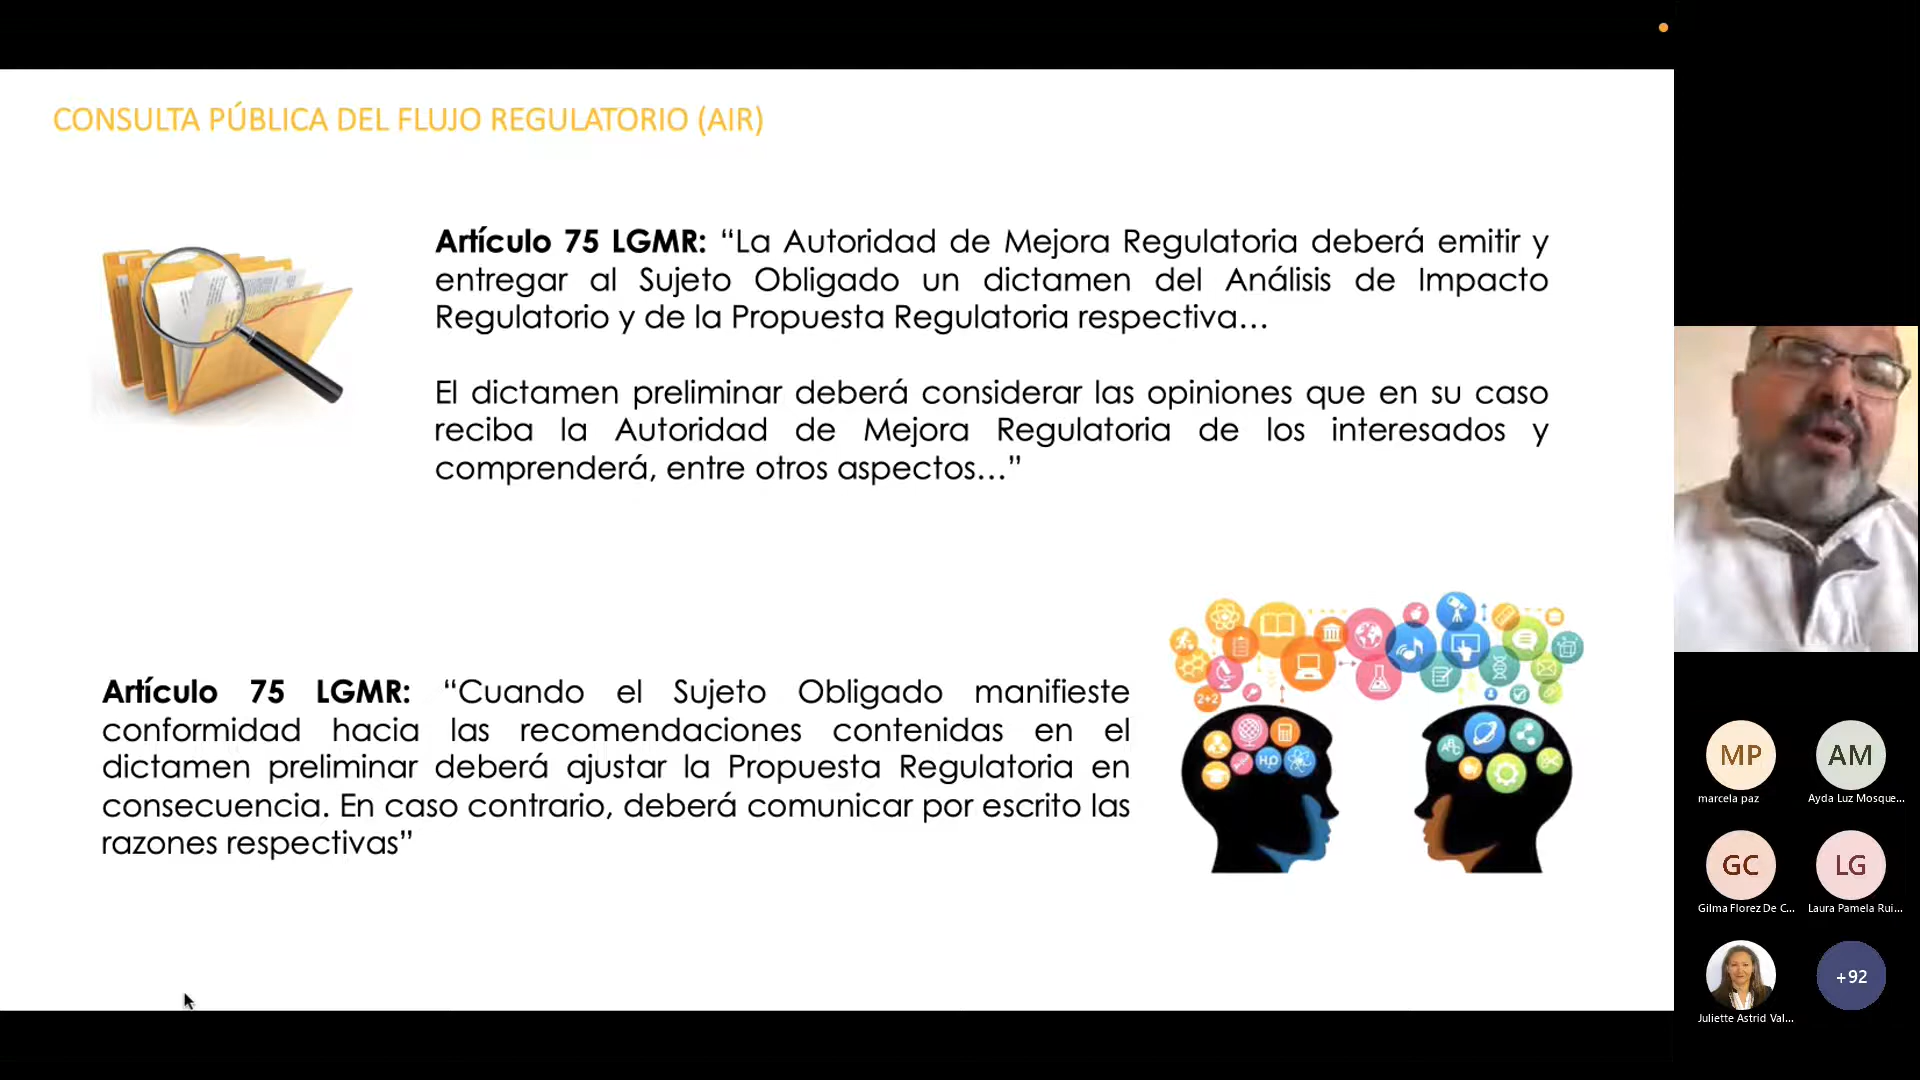 CONSULTA PÚBLICA DEL FLUJO REGULATORIO (AIR)
Artículo 75 LGMR: “La Autoridad de Mejora Regulatoria deberá emitir y
entregar al Sujeto Obligado un dictamen del Análisis de Impacto
Regulatorio y de la Propuesta Regulatoria respectiva…
El dictamen preliminar deberá considerar las opiniones que en su caso
reciba la Autoridad de Mejora Regulatoria de los interesados y
comprenderá, entre otros aspectos…”
Artículo 75 LGMR: “Cuando el Sujeto Obligado manifieste
conformidad hacia las recomendaciones contenidas en el
dictamen preliminar deberá ajustar la Propuesta Regulatoria en
consecuencia. En caso contrario, deberá comunicar por escrito las
razones respectivas”
2+2
H₂O
ABC
MP
marcela paz
AM
Ayda Luz Mosque...
GC
Gilma Florez De C...
LG
Laura Pamela Rui...
Juliette Astrid Val...
+92